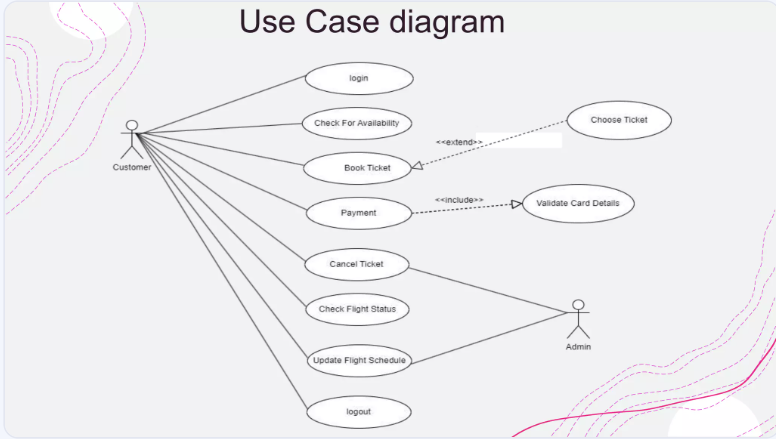 Use Case diagram
login
Check For Availability
Choose Ticket
<<extend>>
Book Ticket
Customer
<<include>>
Validate Card Details
Payment
Cancel Ticket
Check Flight Status
Admin
Update Flight Schedule
logout